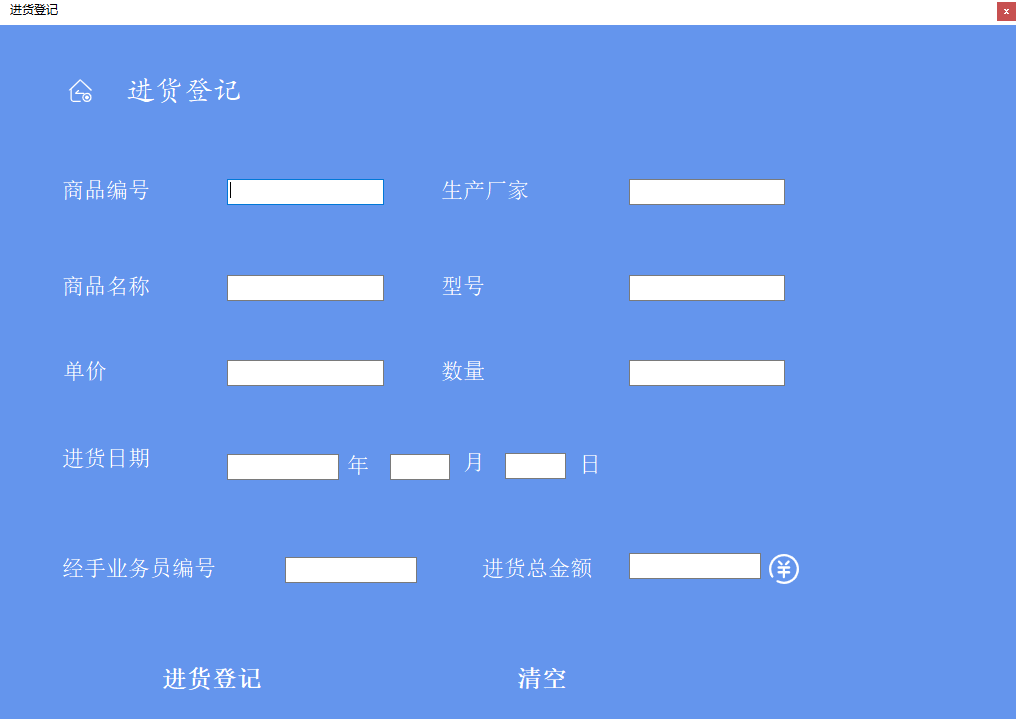 进货登记
x
进货登记
商品编号 生产厂家
商品名称 型号
单价 数量
进货日期 年 月 日
经手业务员编号 进货总金额 ¥
进货登记 清空